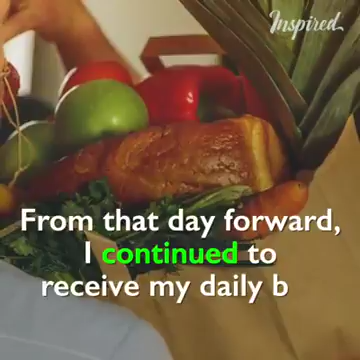 Inspired
From that day forward,
I continued to
receive my daily b